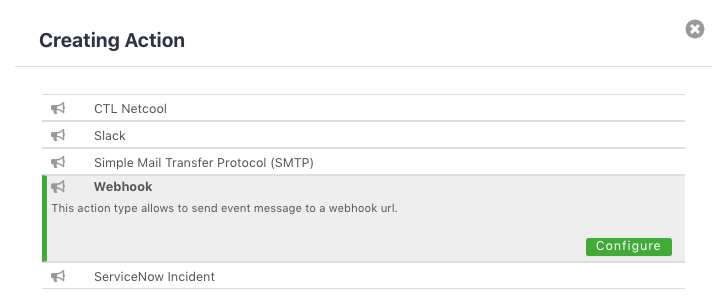 Creating Action
CTL Netcool
Slack
Simple Mail Transfer Protocol (SMTP)
Webhook
This action type allows to send event message to a webhook url.
Configure
ServiceNow Incident